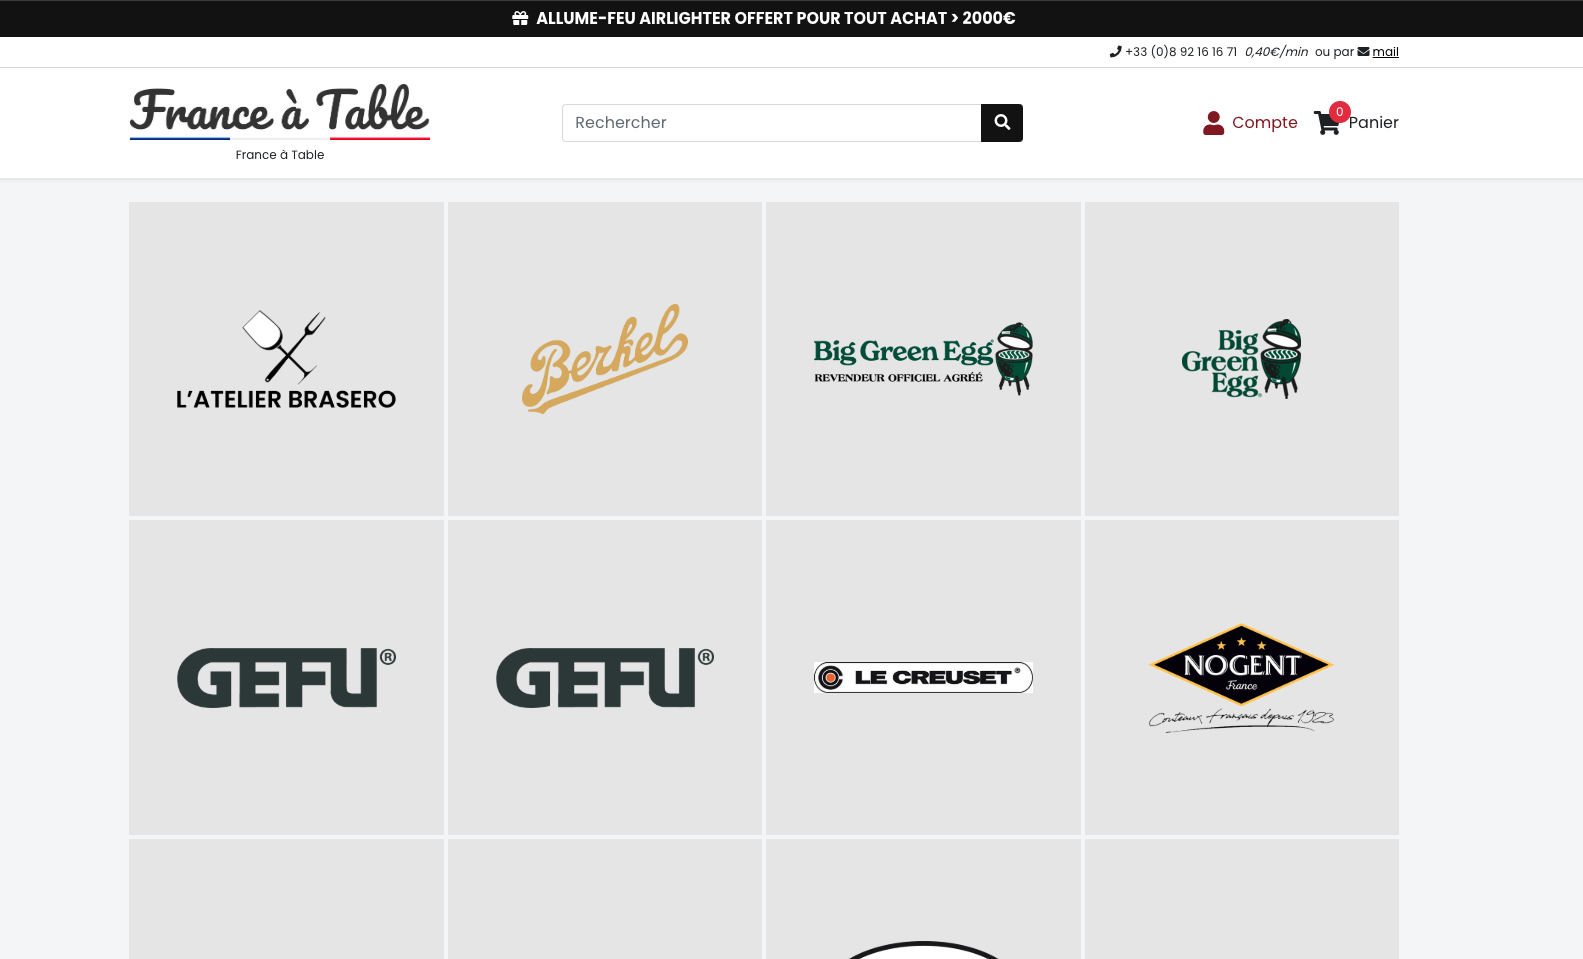 ALLUME-FEU AIRLIGHTER OFFERT POUR TOUT ACHAT > 2000€
+33 (0)8 92 16 16 71 0,40€/min ou par mail
France à Table
France à Table
Rechercher
Compte
0
Panier
L'ATELIER BRASERO
Berkel
Big Green Egg
REVENDEUR OFFICIEL AGRÉÉ
Big
Green
Egg
GEFU®
GEFU®
LE CREUSET®
NOGENT
France
Couteaux français depuis 1923